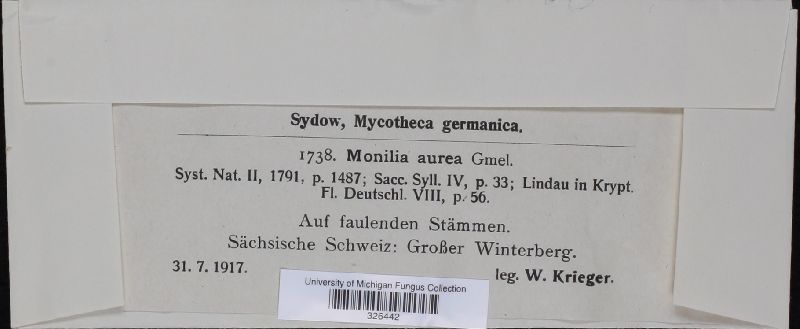 Sydow, Mycotheca germanica.
1738. Monilia aurea Gmel.
Syst. Nat. II, 1791, p. 1487; Sacc. Syll. IV, p. 33; Lindau in Krypt.
Fl. Deutschl. VIII, p. 56.
Auf faulenden Stämmen.
Sächsische Schweiz: Großer Winterberg.
31. 7. 1917. leg. W. Krieger.
University of Michigan Fungus Collection
326442